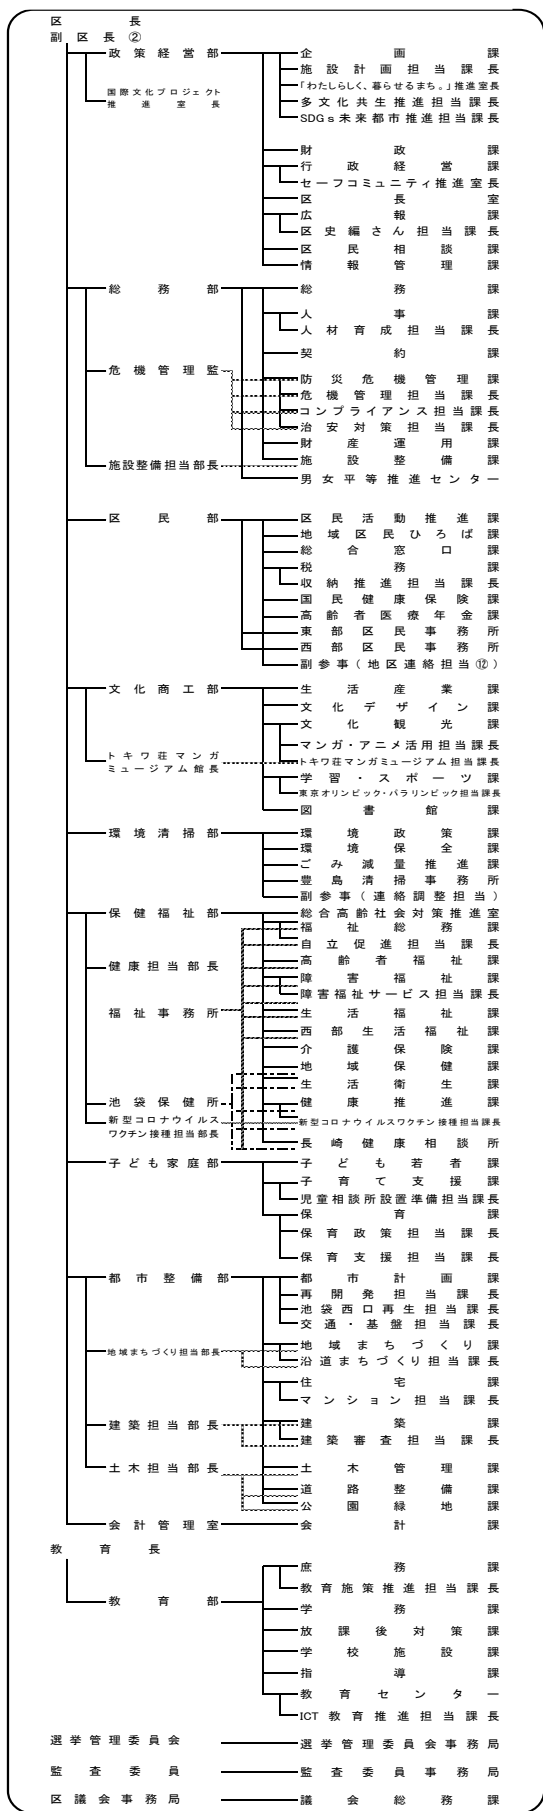 区長
副区長②
政策経営部 企画課
施設計画担当課長
国際文化プロジェクト
推進室長
「わたしらしく、暮らせるまち。」推進室長
多文化共生推進担当課長
SDGs未来都市推進担当課長
財政課
行政経営課
セーフコミュニティ推進室長
区長室
広報課
区史編さん担当課長
区民相談課
情報管理課
総務部 総務課
人事課
人材育成担当課長
契約課
危機管理監 防災危機管理課
危機管理担当課長
コンプライアンス担当課長
治安対策担当課長
財産運用課
施設整備担当部長 施設整備課
男女平等推進センター
区民部 区民活動推進課
地域区民ひろば課
総合窓口課
税務課
収納推進担当課長
国民健康保険課
高齢者医療年金課
東部区民事務所
西部区民事務所
副参事(地区連絡担当⑫)
文化商工部 生活産業課
文化デザイン課
文化観光課
マンガ・アニメ活用担当課長
トキワ荘マンガ
ミュージアム館長
トキワ荘マンガミュージアム担当課長
学習・スポーツ課
東京オリンピック・パラリンピック担当課長
図書館課
環境清掃部 環境政策課
環境保全課
ごみ減量推進課
豊島清掃事務所
副参事(連絡調整担当)
保健福祉部 総合高齢社会対策推進室
福祉総務課
自立促進担当課長
健康担当部長 高齢者福祉課
障害福祉課
障害福祉サービス担当課長
福祉事務所 生活福祉課
西部生活福祉課
介護保険課
地域保健課
生活衛生課
池袋保健所 健康推進課
新型コロナウイルス
ワクチン接種担当部長
新型コロナウイルスワクチン接種担当課長
長崎健康相談所
子ども家庭部 子ども若者課
子育て支援課
児童相談所設置準備担当課長
保育課
保育政策担当課長
保育支援担当課長
都市整備部 都市計画課
再開発担当課長
池袋西口再生担当課長
交通・基盤担当課長
地域まちづくり担当部長 地域まちづくり課
沿道まちづくり担当課長
住宅課
マンション担当課長
建築担当部長 建築課
建築審査担当課長
土木担当部長 土木管理課
道路整備課
公園緑地課
会計管理室 会計課
教育長
庶務課
教育施策推進担当課長
教育部 学務課
放課後対策課
学校施設課
指導課
教育センター
ICT教育推進担当課長
選挙管理委員会 選挙管理委員会事務局
監査委員 監査委員事務局
区議会事務局 議会総務課